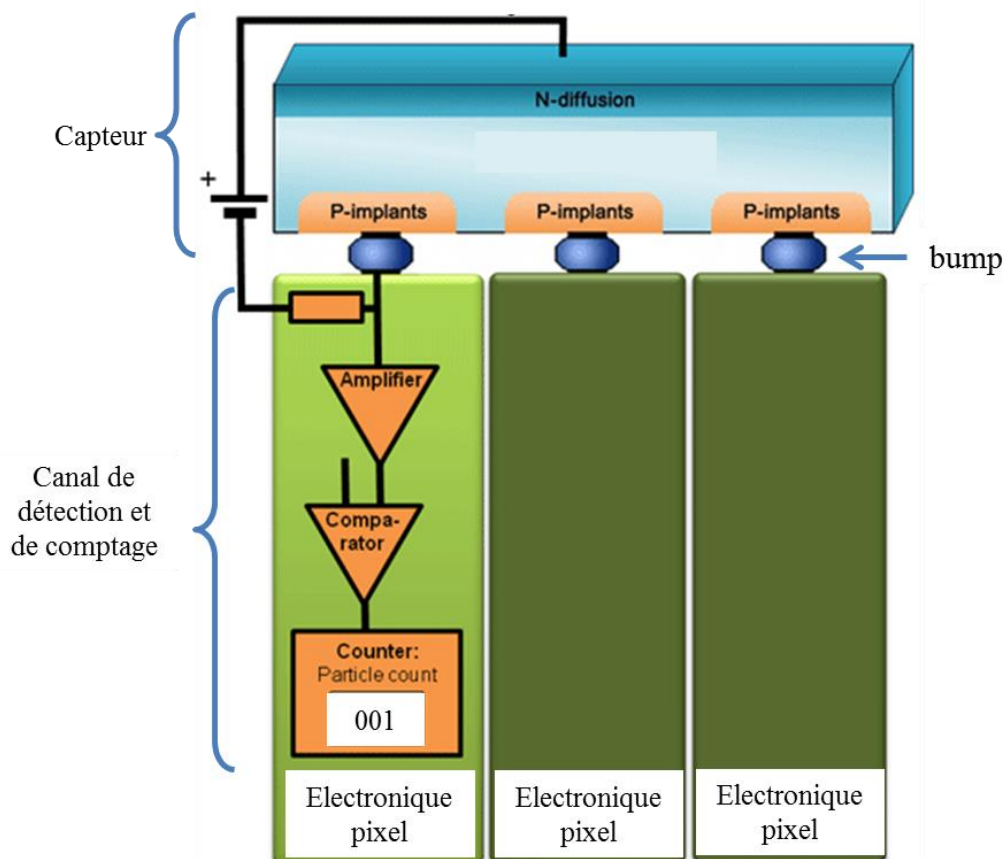 N-diffusion
Capteur
+
P-implants
P-implants
P-implants
bump
Amplifier
Canal de
détection et
de comptage
Compa-
rator
Counter:
Particle count
001
Electronique
pixel
Electronique
pixel
Electronique
pixel